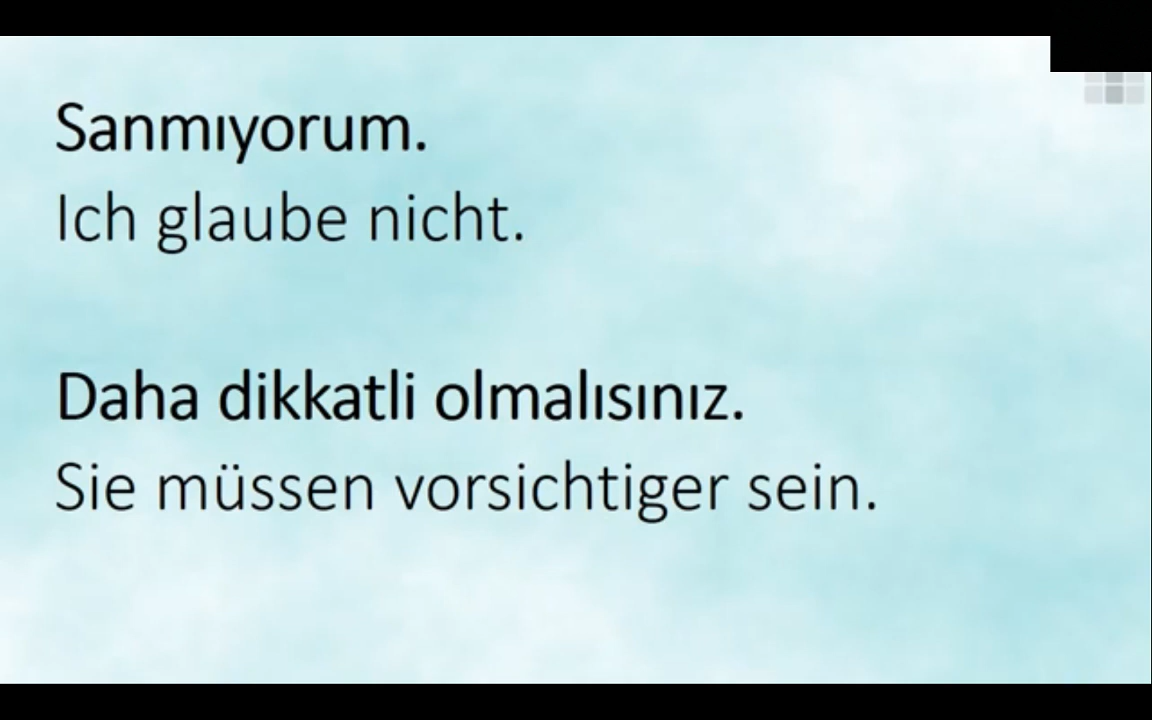 Sanmıyorum.
Ich glaube nicht.
Daha dikkatli olmalısınız.
Sie müssen vorsichtiger sein.